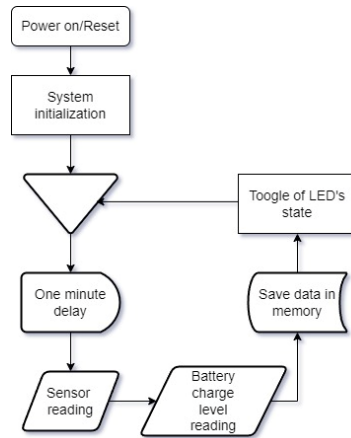 Power on/Reset
System
initialization
Toogle of LED's
state
One minute
delay
Save data in
memory
Sensor
reading
Battery
charge
level
reading